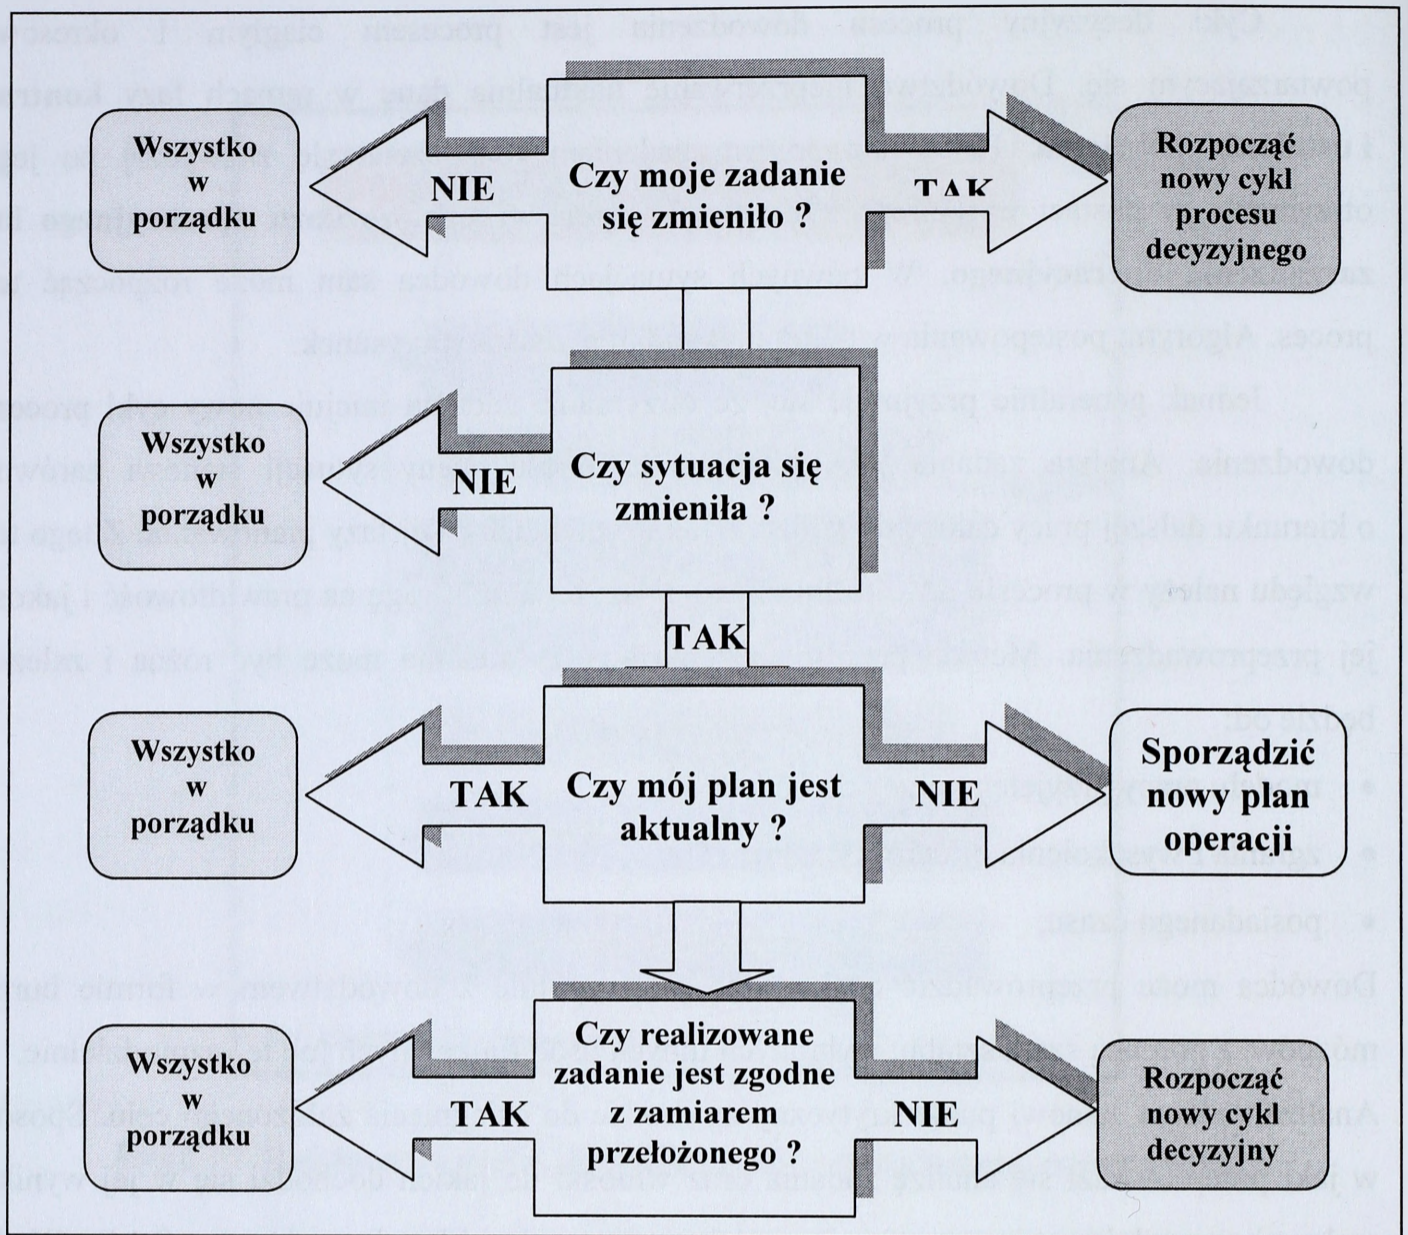 Wszystko
w
porządku
NIE
Czy moje zadanie
się zmieniło ?
TAK
Rozpocząć
nowy cykl
procesu
decyzyjnego
Wszystko
w
porządku
NIE
Czy sytuacja się
zmieniła ?
TAK
Wszystko
w
porządku
TAK
Czy mój plan jest
aktualny ?
NIE
Sporządzić
nowy plan
operacji
Wszystko
w
porządku
TAK
Czy realizowane
zadanie jest zgodne
z zamiarem
przełożonego ?
NIE
Rozpocząć
nowy cykl
decyzyjny